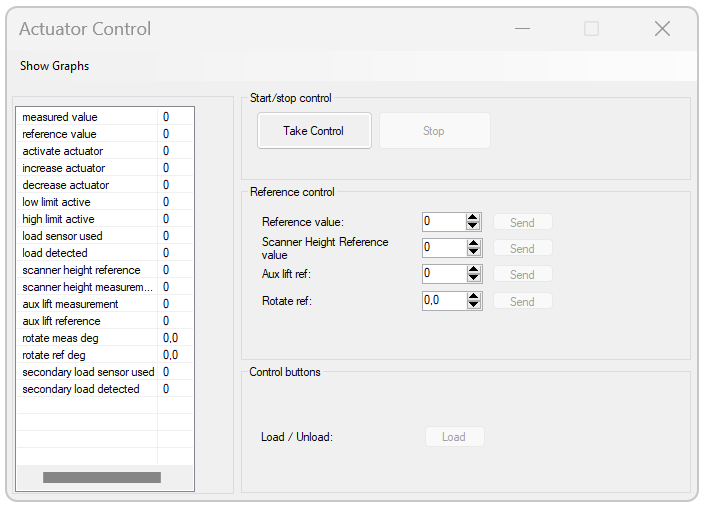 Actuator Control
Show Graphs
measured value 0
reference value 0
activate actuator 0
increase actuator 0
decrease actuator 0
low limit active 0
high limit active 0
load sensor used 0
load detected 0
scanner height reference 0
scanner height measurem... 0
aux lift measurement 0
aux lift reference 0
rotate meas deg 0,0
rotate ref deg 0,0
secondary load sensor used 0
secondary load detected 0
Start/stop control
Take Control Stop
Reference control
Reference value: 0 Send
Scanner Height Reference
value 0 Send
Aux lift ref: 0 Send
Rotate ref: 0,0 Send
Control buttons
Load / Unload: Load